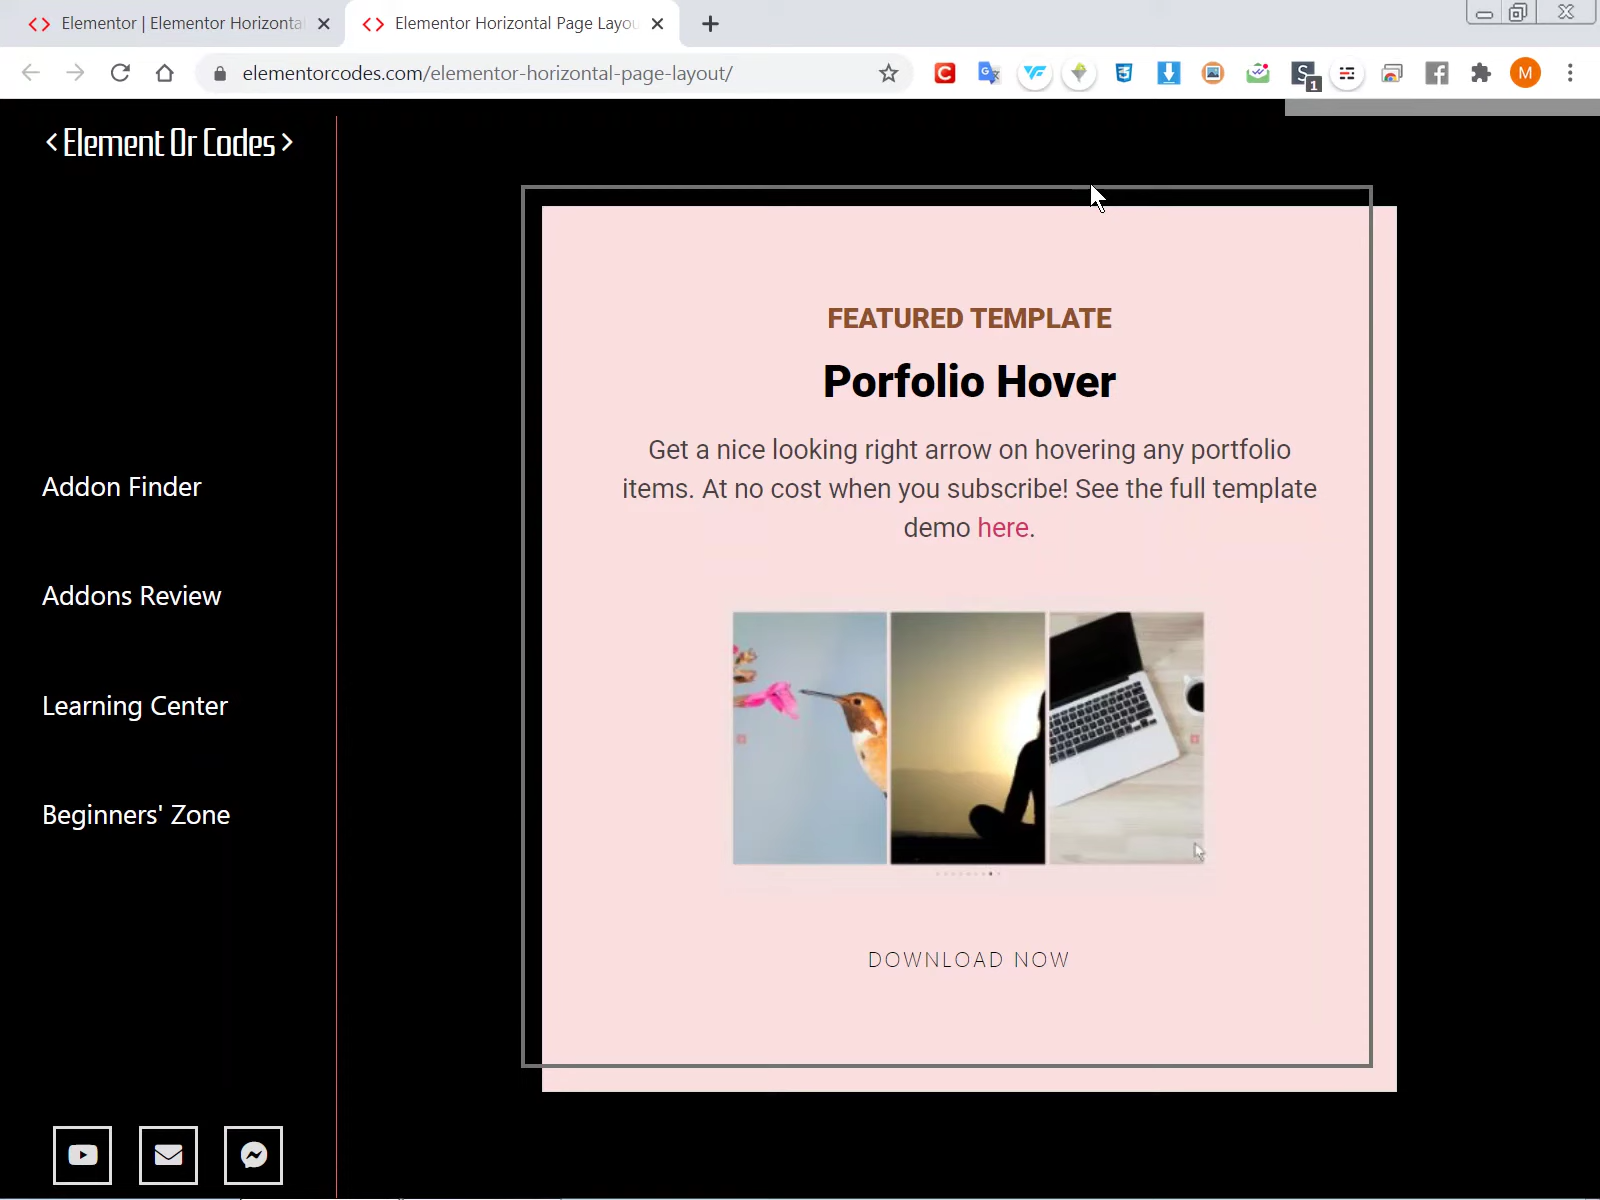 Elementor | Elementor Horizonta
Elementor Horizontal Page Layou
elementorcodes.com/elementor-horizontal-page-layout/
1
M
<Element Or Codes>
FEATURED TEMPLATE
Porfolio Hover
Get a nice looking right arrow on hovering any portfolio
items. At no cost when you subscribe! See the full template
demo here.
DOWNLOAD NOW
Addon Finder
Addons Review
Learning Center
Beginners' Zone